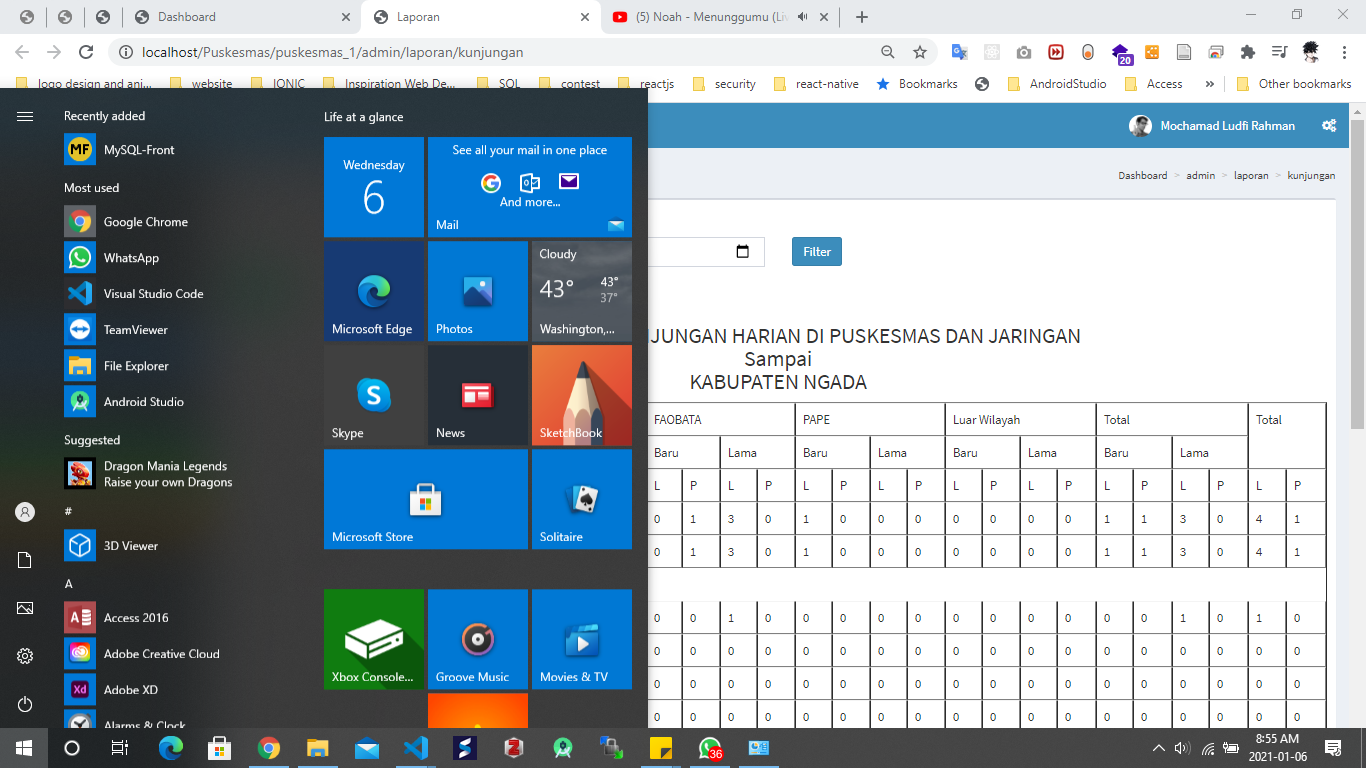 Dashboard
Laporan
(5) Noah - Menunggumu (Liv
localhost/Puskesmas/puskesmas_1/admin/laporan/kunjungan
20
logo design and ani...
website
IONIC
Inspiration Web De...
SQL
contest
reactjs
security
react-native
Bookmarks
AndroidStudio
Access
»
Other bookmarks
Mochamad Ludfi Rahman
Dashboard > admin > laporan > kunjungan
Filter
JUNGAN HARIAN DI PUSKESMAS DAN JARINGAN
Sampai
KABUPATEN NGADA
FAOBATA PAPE Luar Wilayah Total Total
Baru Lama Baru Lama Baru Lama Baru Lama
L P L P L P L P L P L P L P L P L P
0 1 3 0 1 0 0 0 0 0 0 0 1 1 3 0 4 1
0 1 3 0 1 0 0 0 0 0 0 0 1 1 3 0 4 1
0 0 1 0 0 0 0 0 0 0 0 0 0 0 1 0 1 0
0 0 0 0 0 0 0 0 0 0 0 0 0 0 0 0 0 0
0 0 0 0 0 0 0 0 0 0 0 0 0 0 0 0 0 0
0 0 0 0 0 0 0 0 0 0 0 0 0 0 0 0 0 0
Recently added
MF
MySQL-Front
Most used
Google Chrome
WhatsApp
Visual Studio Code
TeamViewer
File Explorer
Android Studio
Suggested
Dragon Mania Legends
Raise your own Dragons
#
3D Viewer
A
Access 2016
Adobe Creative Cloud
Xd
Adobe XD
Alarms & Clock
Life at a glance
Wednesday
6
See all your mail in one place
And more...
Mail
Microsoft Edge
Photos
Cloudy
43°
43°
37°
Washington,...
Skype
News
SketchBook
Microsoft Store
Solitaire
Xbox Console...
Groove Music
Movies & TV
36
8:55 AM
2021-01-06